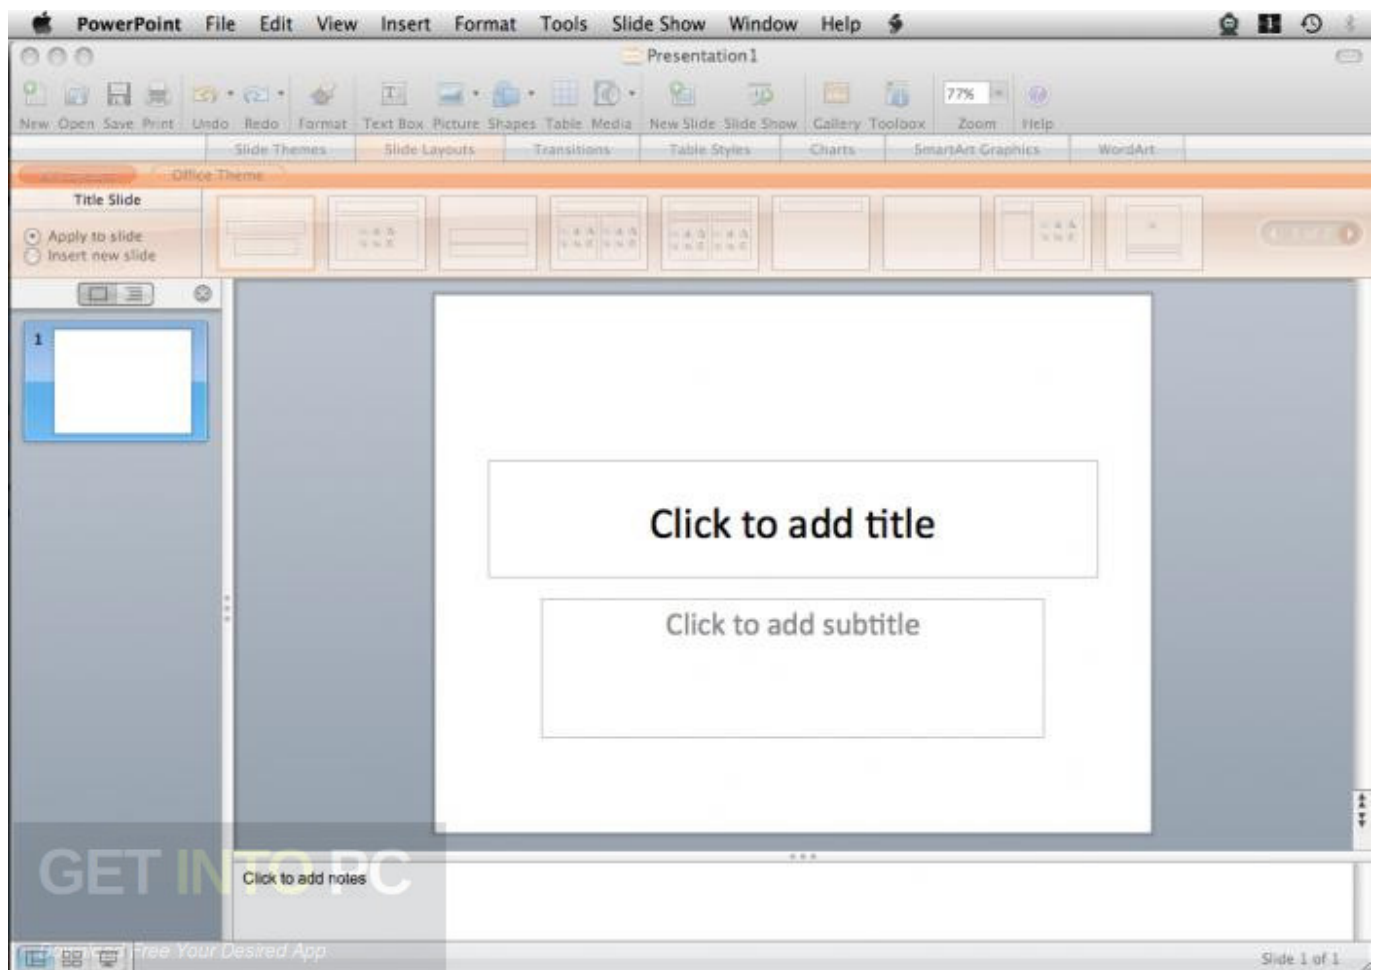 PowerPoint File Edit View Insert Format Tools Slide Show Window Help
Presentation1
77%
New Open Save Print Undo Redo Format Text Box Picture Shapes Table Media New Slide Slide Show Gallery Toolbox Zoom Help
Slide Themes Slide Layouts Transitions Table Styles Charts SmartArt Graphics WordArt
Office Theme
Title Slide
Apply to slide
Insert new slide
1
Click to add title
Click to add subtitle
GET INTO PC
Click to add notes
Download Free Your Desired App
Slide 1 of 1